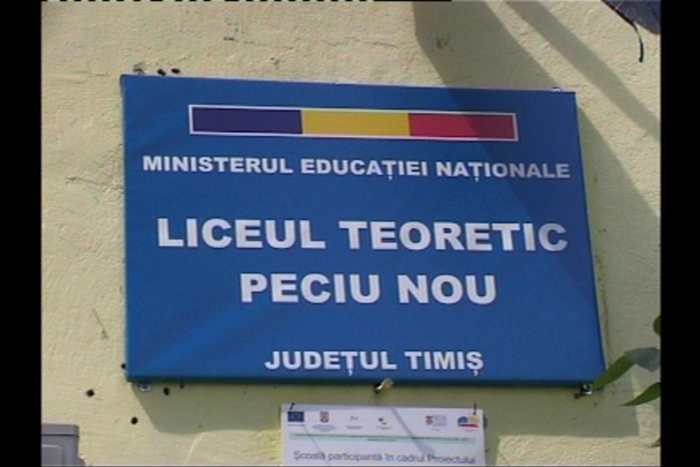 MINISTERUL EDUCAȚIEI NAȚIONALE
LICEUL TEORETIC
PECIU NOU
JUDEȚUL TIMIȘ
Școală participantă în cadrul Proiectului